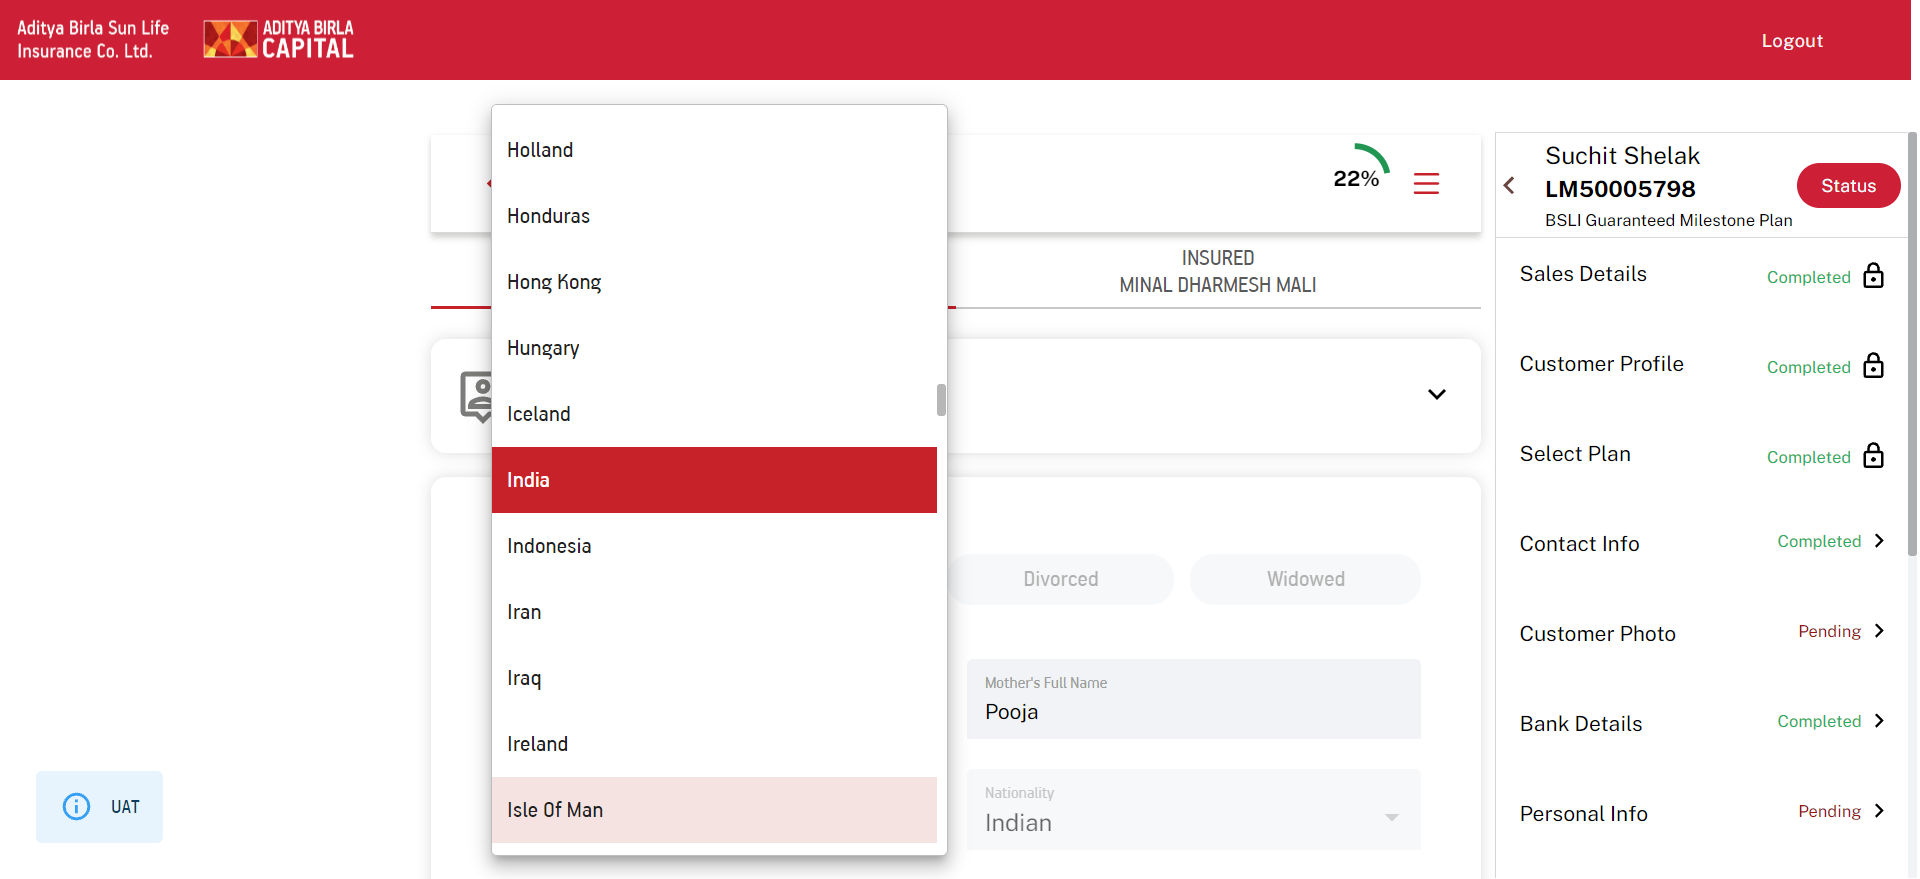 Aditya Birla Sun Life
Insurance Co. Ltd.
ADITYA BIRLA
CAPITAL
Logout
Holland
Honduras
Hong Kong
Hungary
Iceland
India
Indonesia
Iran
Iraq
Ireland
Isle Of Man
22%
INSURED
MINAL DHARMESH MALI
Divorced
Widowed
Mother's Full Name
Pooja
Nationality
Indian
UAT
Suchit Shelak
LM50005798
BSLI Guaranteed Milestone Plan
Status
Sales Details Completed
Customer Profile Completed
Select Plan Completed
Contact Info Completed
Customer Photo Pending
Bank Details Completed
Personal Info Pending